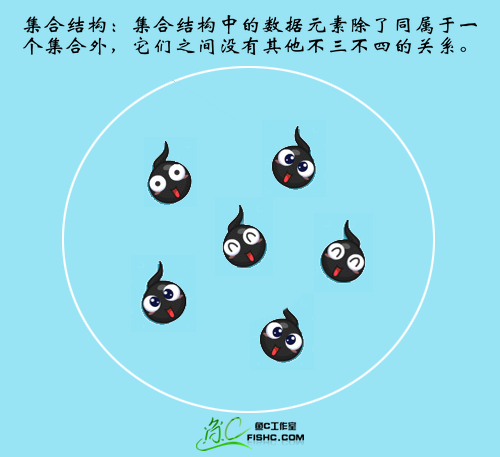 集合结构：集合结构中的数据元素除了同属于一
个集合外，它们之间没有其他不三不四的关系。
鱼C
鱼C工作室
FISHC.COM